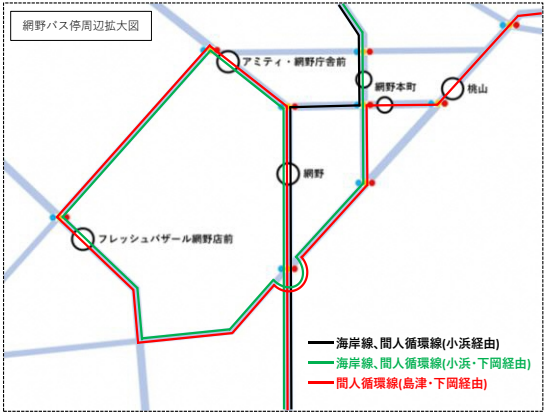 網野バス停周辺拡大図
アミティ・網野庁舎前
網野本町
桃山
網野
フレッシュバザール網野店前
海岸線、間人循環線(小浜経由)
海岸線、間人循環線(小浜・下岡経由)
間人循環線(島津・下岡経由)